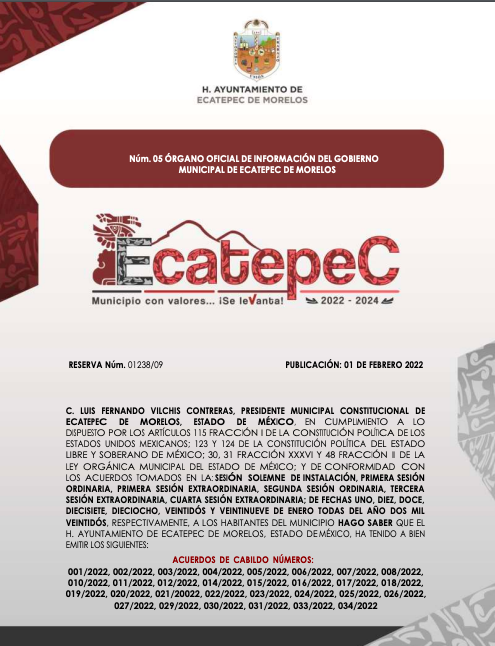 H. AYUNTAMIENTO DE
ECATEPEC DE MORELOS
Núm. 05 ÓRGANO OFICIAL DE INFORMACIÓN DEL GOBIERNO
MUNICIPAL DE ECATEPEC DE MORELOS
Ecatepec
Municipio con valores... ¡Se leVanta! 2022 - 2024
RESERVA Núm. 01238/09 PUBLICACIÓN: 01 DE FEBRERO 2022
C. LUIS FERNANDO VILCHIS CONTRERAS, PRESIDENTE MUNICIPAL CONSTITUCIONAL DE
ECATEPEC DE MORELOS, ESTADO DE MÉXICO, EN CUMPLIMIENTO A LO
DISPUESTO POR LOS ARTÍCULOS 115 FRACCIÓN I DE LA CONSTITUCIÓN POLÍTICA DE LOS
ESTADOS UNIDOS MEXICANOS; 123 Y 124 DE LA CONSTITUCIÓN POLÍTICA DEL ESTADO
LIBRE Y SOBERANO DE MÉXICO; 30, 31 FRACCIÓN XXXVI Y 48 FRACCIÓN II DE LA
LEY ORGÁNICA MUNICIPAL DEL ESTADO DE MÉXICO; Y DE CONFORMIDAD CON
LOS ACUERDOS TOMADOS EN LA: SESIÓN SOLEMNE DE INSTALACIÓN, PRIMERA SESIÓN
ORDINARIA, PRIMERA SESIÓN EXTRAORDINARIA, SEGUNDA SESIÓN ORDINARIA, TERCERA
SESIÓN EXTRAORDINARIA, CUARTA SESIÓN EXTRAORDINARIA; DE FECHAS UNO, DIEZ, DOCE,
DIECISIETE, DIECIOCHO, VEINTIDÓS Y VEINTINUEVE DE ENERO TODAS DEL AÑO DOS MIL
VEINTIDÓS, RESPECTIVAMENTE, A LOS HABITANTES DEL MUNICIPIO HAGO SABER QUE EL
H. AYUNTAMIENTO DE ECATEPEC DE MORELOS, ESTADO DE MÉXICO, HA TENIDO A BIEN
EMITIR LOS SIGUIENTES:
ACUERDOS DE CABILDO NÚMEROS:
001/2022, 002/2022, 003/2022, 004/2022, 005/2022, 006/2022, 007/2022, 008/2022,
010/2022, 011/2022, 012/2022, 014/2022, 015/2022, 016/2022, 017/2022, 018/2022,
019/2022, 020/2022, 021/20022, 022/2022, 023/2022, 024/2022, 025/2022, 026/2022,
027/2022, 029/2022, 030/2022, 031/2022, 033/2022, 034/2022